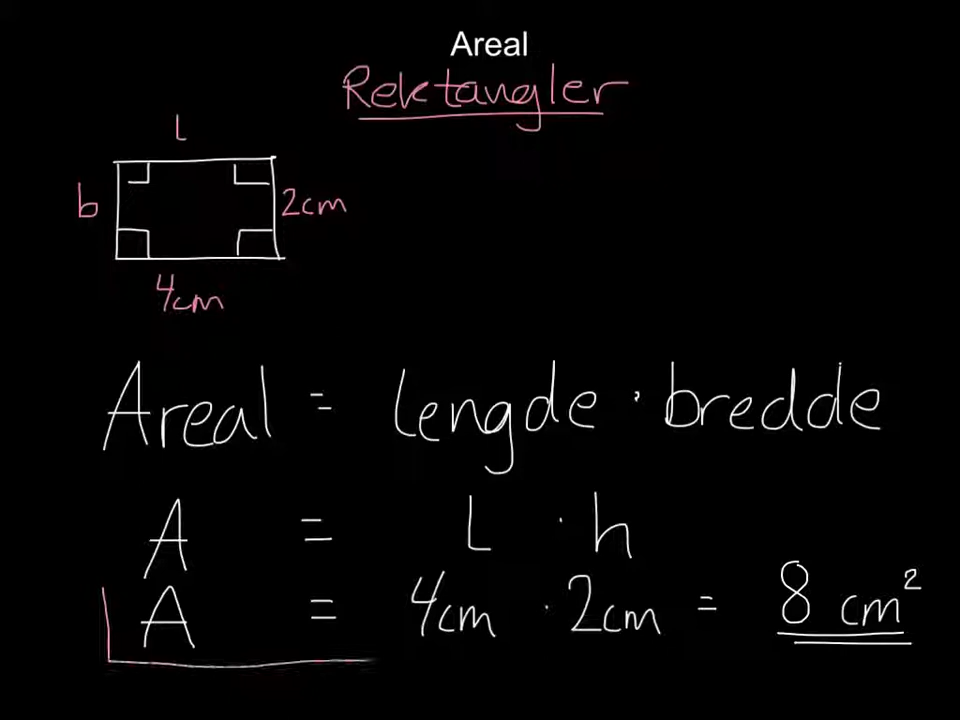 Areal
Rektangler
L
b
2cm
4cm
Areal = lengde · bredde
A = L · h
A = 4cm · 2cm = 8 cm²